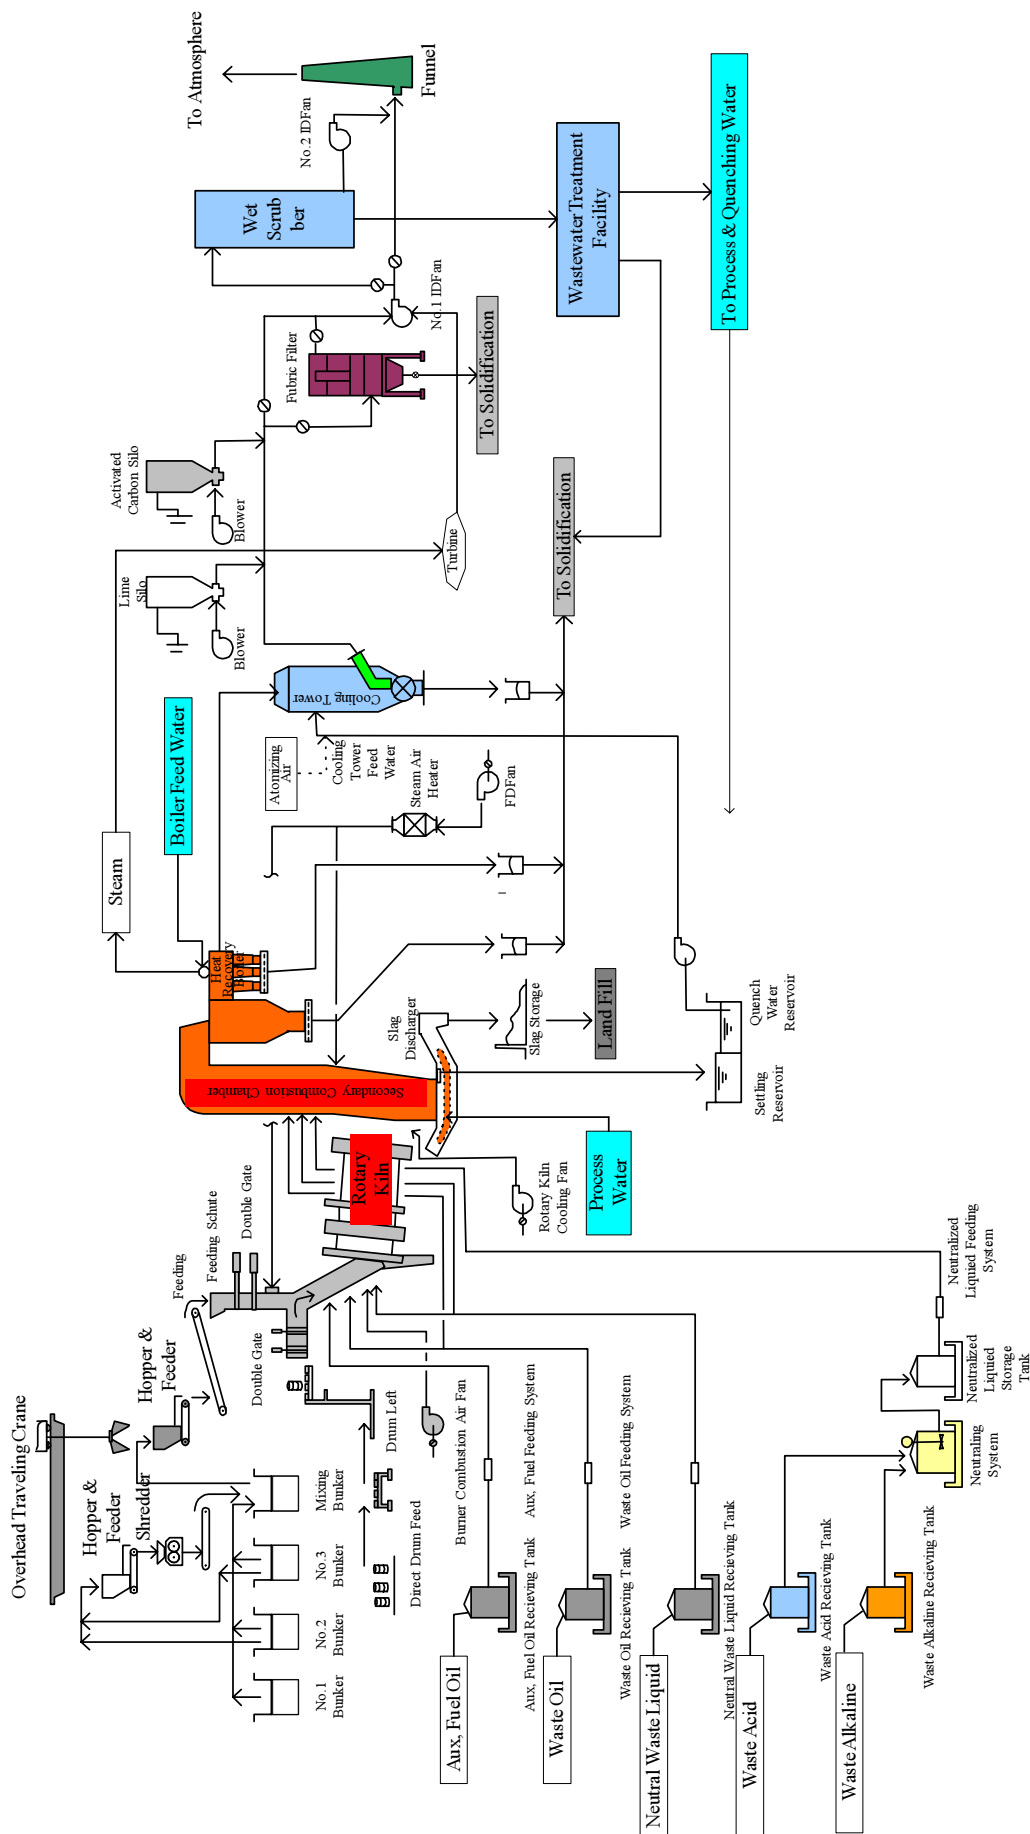 Overhead Traveling Crane
Hopper &
Feeder
Shredder
Hopper &
Feeder
Feeding
Feeding Schute
Double Gate
Double Gate
No.1
Bunker
No.2
Bunker
No.3
Bunker
Mixing
Bunker
Direct Drum Feed
Drum Left
Burner Combustion Air Fan
Aux, Fuel Oil
Aux, Fuel Oil Recieving Tank
Aux, Fuel Feeding System
Waste Oil
Waste Oil Recieving Tank
Waste Oil Feeding System
Neutral Waste Liquid
Neutral Waste Liquid Recieving Tank
Waste Acid
Waste Acid Recieving Tank
Waste Alkaline
Waste Alkaline Recieving Tank
Neutraling
System
Neutralized
Liquied
Storage
Tank
Neutralized
Liquied Feeding
System
Rotary
Kiln
Rotary Kiln
Cooling Fan
Process
Water
Secondary Combustion Chamber
Slag
Discharger
Slag Storage
Land Fill
Settling
Reservoir
Quench
Water
Reservoir
Heat
Recovery
Boiler
Steam
Boiler Feed Water
Atomizing
Air
Cooling
Tower
Feed
Water
Steam Air
Heater
FDFan
Cooling Tower
Lime
Silo
Blower
Activated
Carbon Silo
Blower
Turbine
To Solidification
Fubric Filter
To Solidification
No.1 IDFan
Wet
Scrub
ber
No.2 IDFan
To Atmosphere
Funnel
Wastewater Treatment
Facility
To Process & Quenching Water